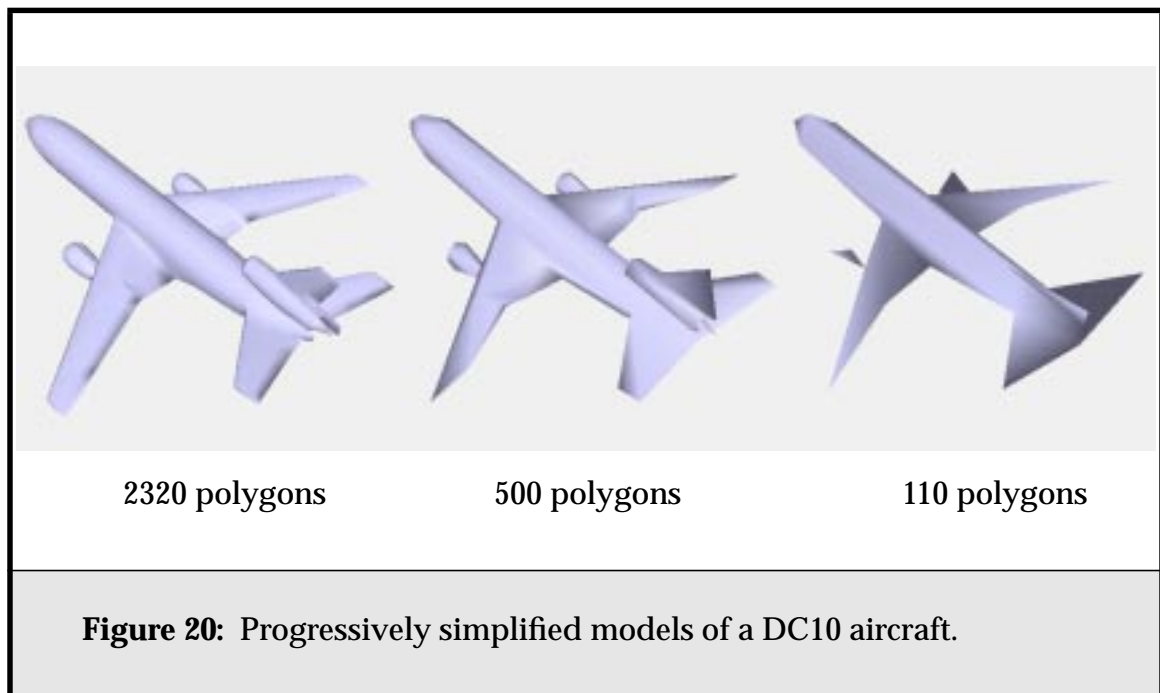 2320 polygons
500 polygons
110 polygons
Figure 20: Progressively simplified models of a DC10 aircraft.